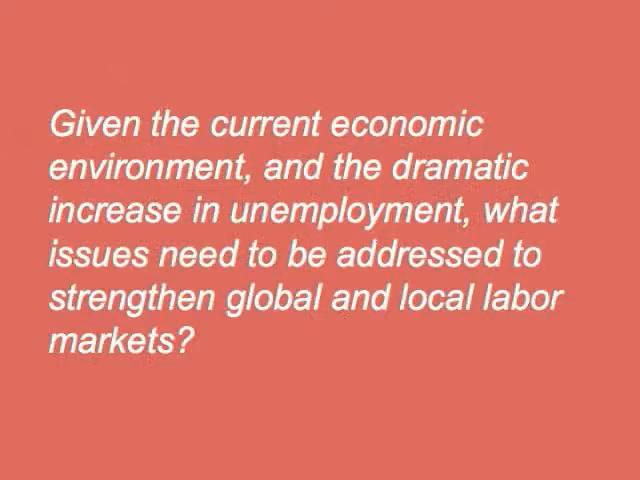 Given the current economic
environment, and the dramatic
increase in unemployment, what
issues need to be addressed to
strengthen global and local labor
markets?